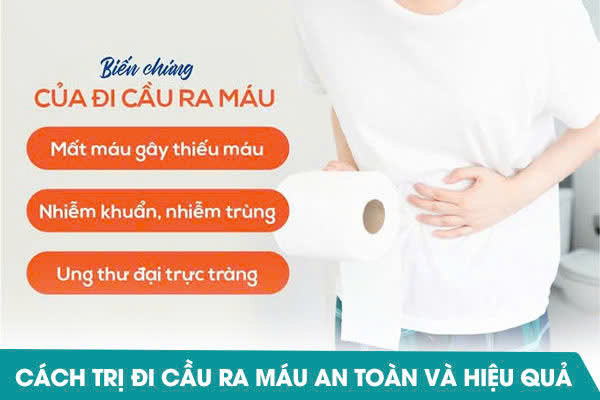 Biến chứng
CỦA ĐI CẦU RA MÁU
Mất máu gây thiếu máu
Nhiễm khuẩn, nhiễm trùng
Ung thư đại trực tràng
CÁCH TRỊ ĐI CẦU RA MÁU AN TOÀN VÀ HIỆU QUẢ